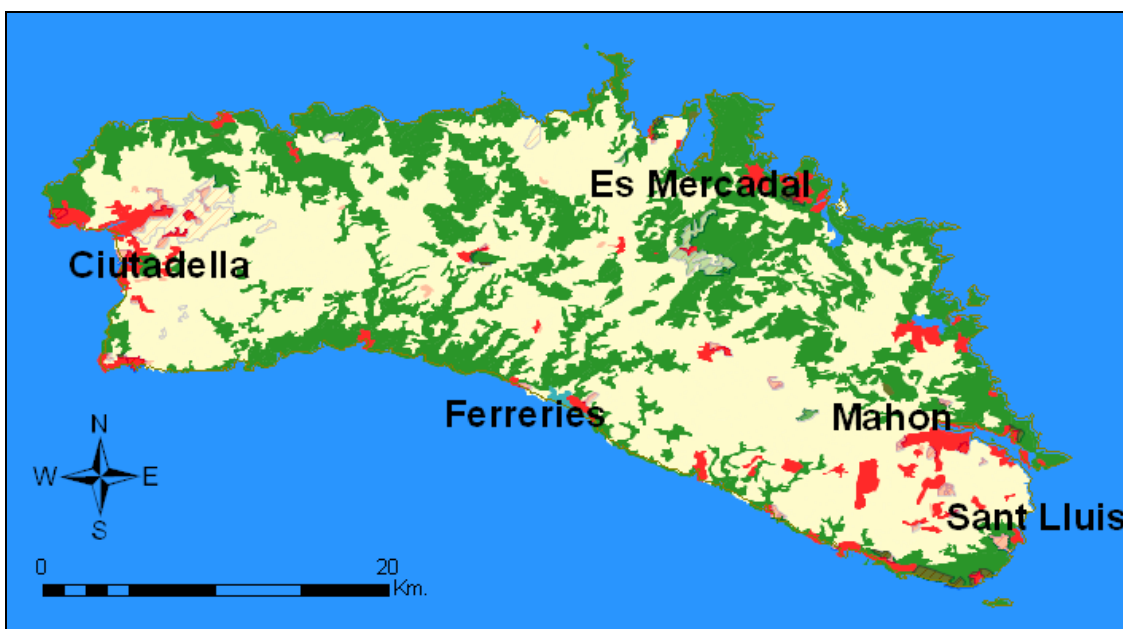 Es Mercadal
Ciutadella
Ferreries
Mahon
N
W
E
S
Sant Lluis
0
20
Km.